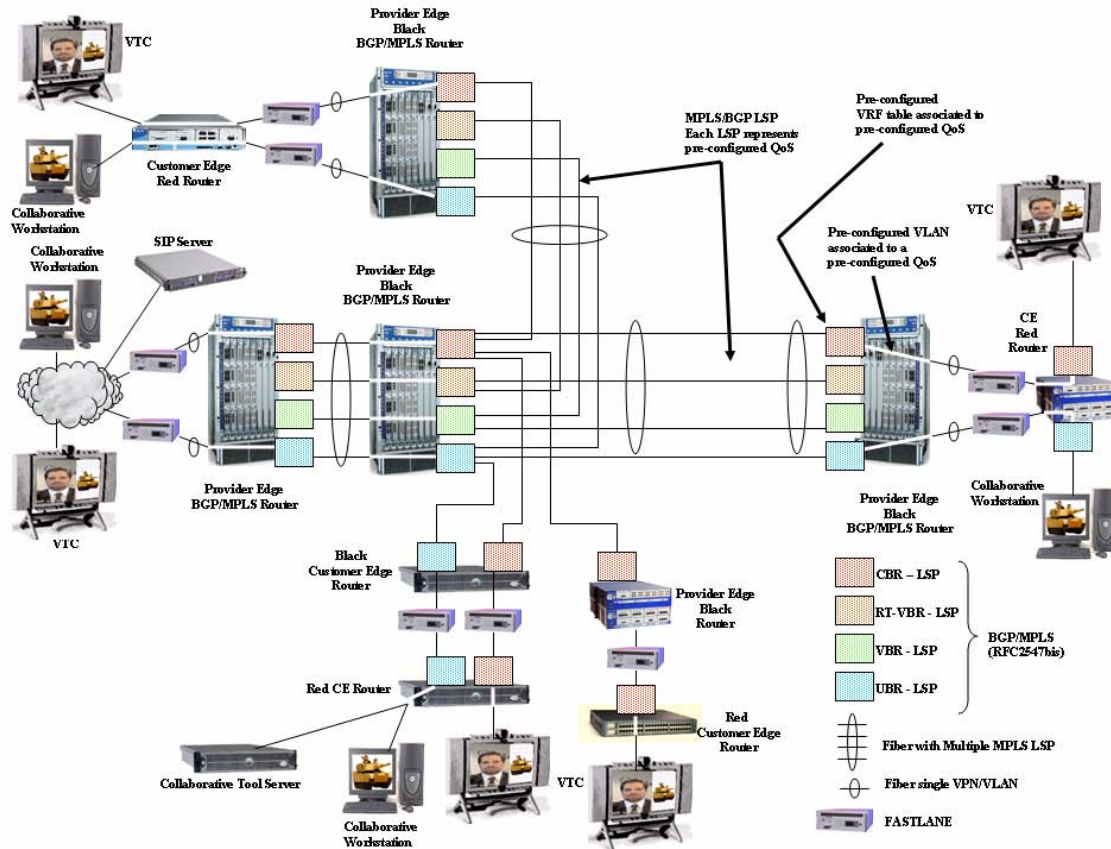 VTC
Provider Edge
Black
BGP/MPLS Router
Customer Edge
Red Router
Collaborative
Workstation
MPLS/BGP LSP
Each LSP represents
pre-configured QoS
Pre-configured
VRF table associated to
pre-configured QoS
VTC
Pre-configured VLAN
associated to a
pre-configured QoS
Collaborative
Workstation
SIP Server
Provider Edge
Black
BGP/MPLS Router
CE
Red
Router
VTC
Provider Edge
BGP/MPLS Router
Provider Edge
Black
BGP/MPLS Router
Collaborative
Workstation
Black
Customer Edge
Router
Provider Edge
Black
Router
Red CE Router
Red
Customer Edge
Router
Collaborative Tool Server
Collaborative
Workstation
VTC
CBR – LSP
RT-VBR - LSP
VBR - LSP
UBR - LSP
BGP/MPLS
(RFC2547bis)
Fiber with Multiple MPLS LSP
Fiber single VPN/VLAN
FASTLANE